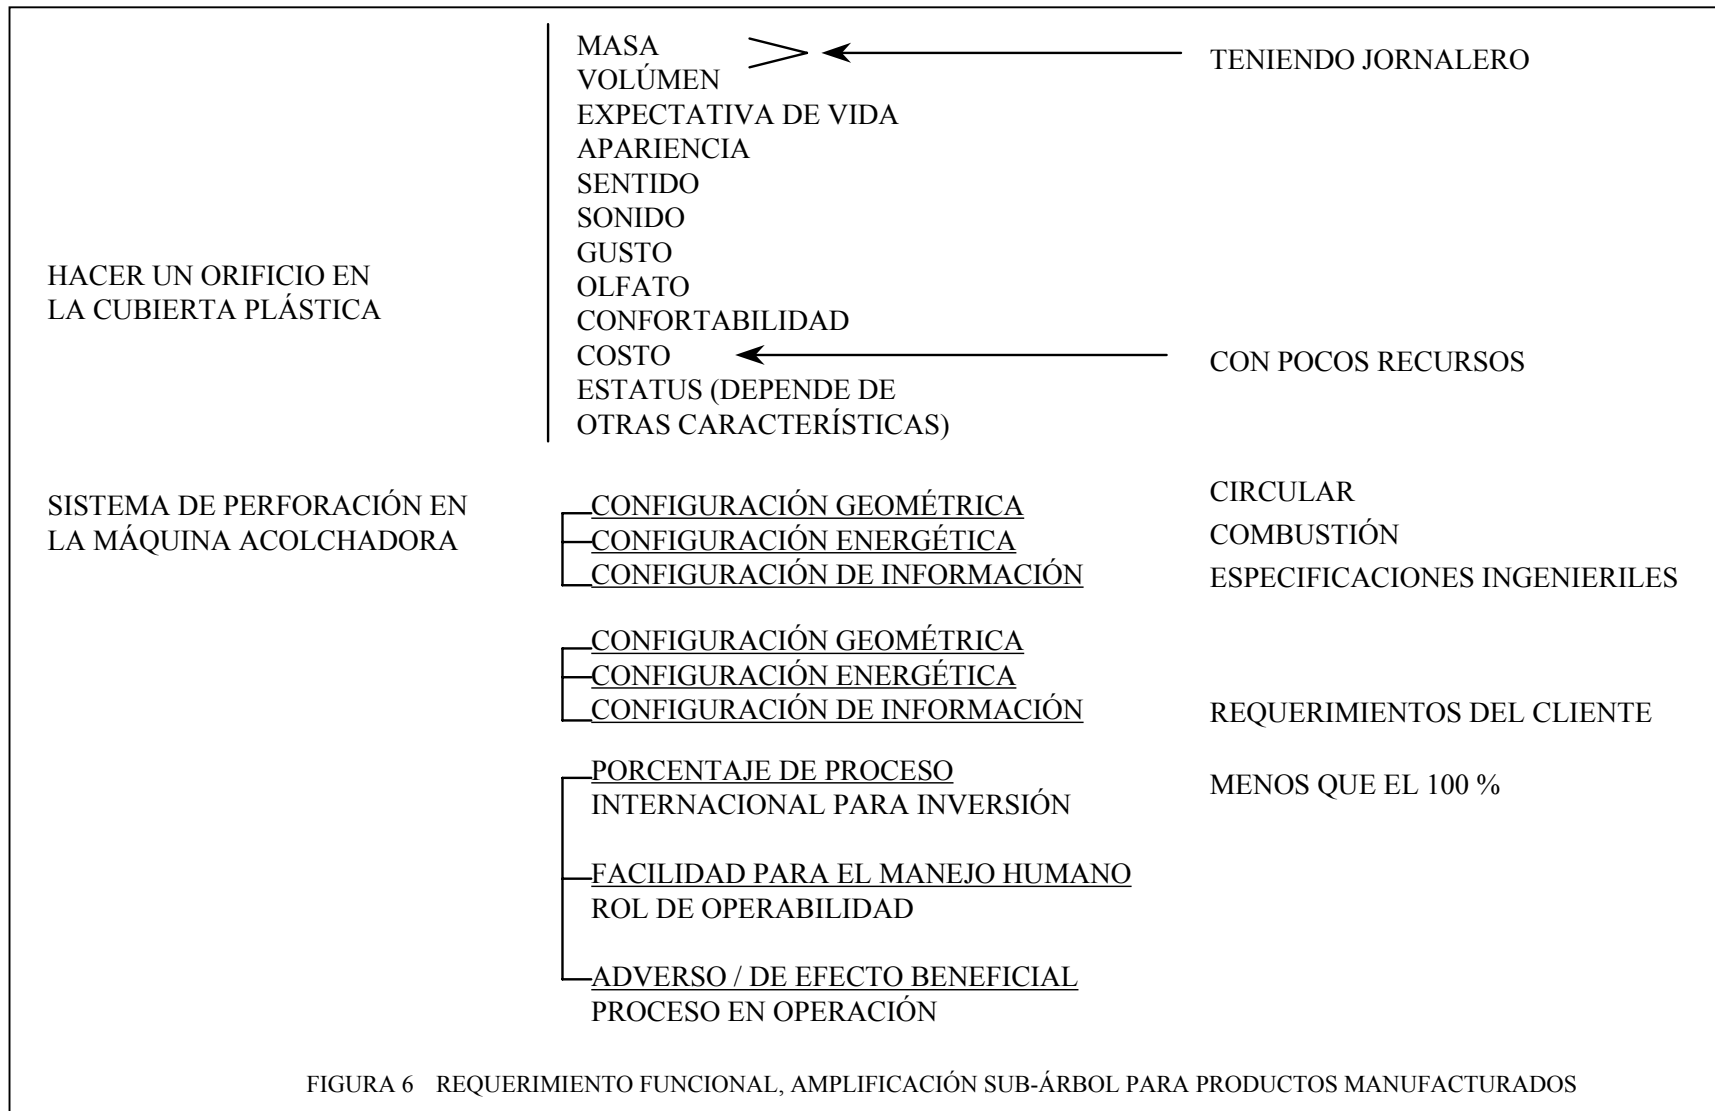 MASA
TENIENDO JORNALERO
VOLÚMEN
EXPECTATIVA DE VIDA
APARIENCIA
SENTIDO
SONIDO
GUSTO
HACER UN ORIFICIO EN
LA CUBIERTA PLÁSTICA
OLFATO
CONFORTABILIDAD
COSTO
CON POCOS RECURSOS
ESTATUS (DEPENDE DE
OTRAS CARACTERÍSTICAS)
SISTEMA DE PERFORACIÓN EN
LA MÁQUINA ACOLCHADORA
CONFIGURACIÓN GEOMÉTRICA
CIRCULAR
CONFIGURACIÓN ENERGÉTICA
COMBUSTIÓN
CONFIGURACIÓN DE INFORMACIÓN
ESPECIFICACIONES INGENIERILES
CONFIGURACIÓN GEOMÉTRICA
CONFIGURACIÓN ENERGÉTICA
CONFIGURACIÓN DE INFORMACIÓN
REQUERIMIENTOS DEL CLIENTE
PORCENTAJE DE PROCESO
INTERNACIONAL PARA INVERSIÓN
MENOS QUE EL 100 %
FACILIDAD PARA EL MANEJO HUMANO
ROL DE OPERABILIDAD
ADVERSO / DE EFECTO BENEFICIAL
PROCESO EN OPERACIÓN
FIGURA 6 REQUERIMIENTO FUNCIONAL, AMPLIFICACIÓN SUB-ÁRBOL PARA PRODUCTOS MANUFACTURADOS